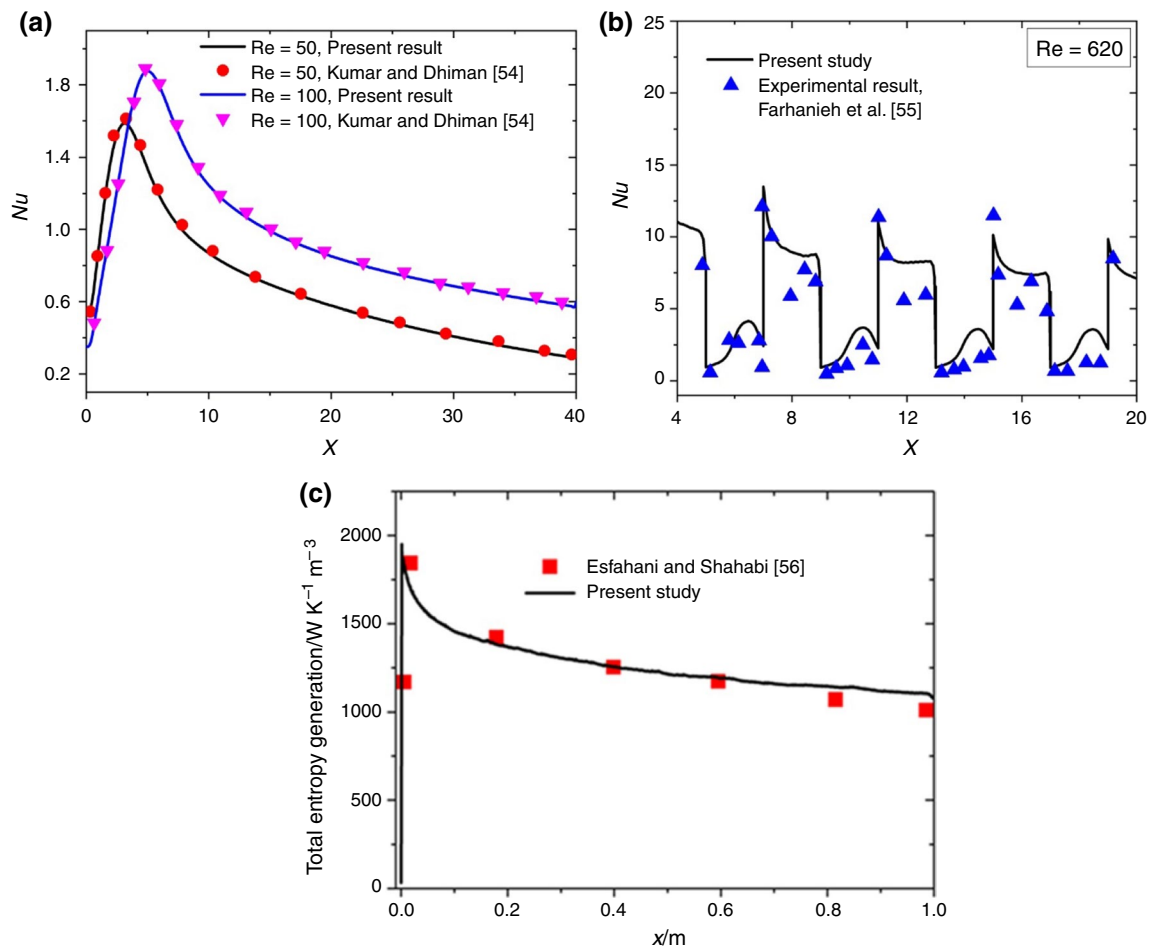 (a)
Re = 50, Present result
Re = 50, Kumar and Dhiman [54]
Re = 100, Present result
Re = 100, Kumar and Dhiman [54]
1.8
1.4
1.0
0.6
0.2
Nu
0
10
20
30
40
X
(b)
Re = 620
Present study
Experimental result,
Farhanieh et al. [55]
25
20
15
10
5
0
Nu
4
8
12
16
20
X
(c)
Esfahani and Shahabi [56]
Present study
2000
1500
1000
500
0
Total entropy generation/W K⁻¹ m⁻³
0.0
0.2
0.4
0.6
0.8
1.0
x/m